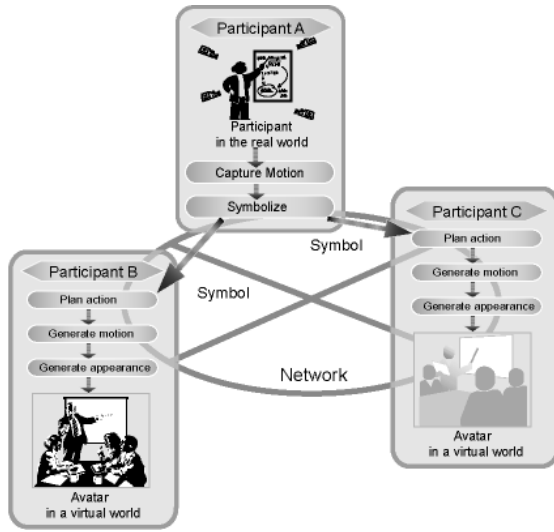 Participant A
Participant
in the real world
Capture Motion
Symbolize
Symbol
Symbol
Network
Participant B
Plan action
Generate motion
Generate appearance
Avatar
in a virtual world
Participant C
Plan action
Generate motion
Generate appearance
Avatar
in a virtual world